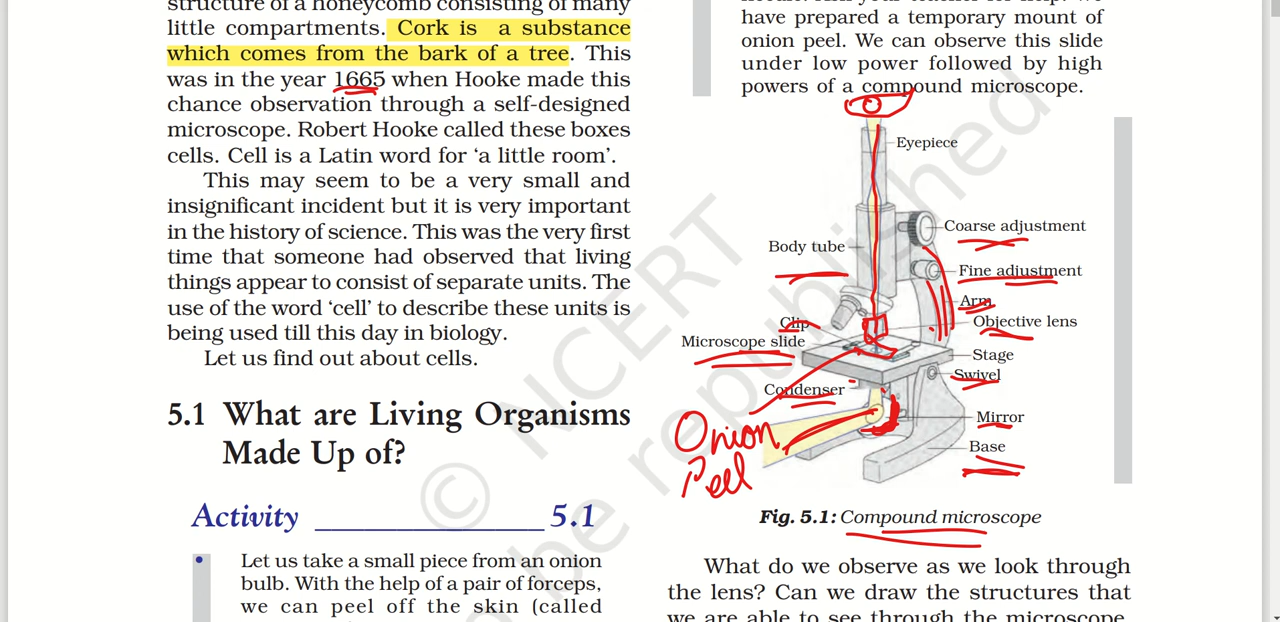 structure of a honeycomb consisting of many
little compartments. Cork is a substance
which comes from the bark of a tree. This
was in the year 1665 when Hooke made this
chance observation through a self-designed
microscope. Robert Hooke called these boxes
cells. Cell is a Latin word for ‘a little room’.
This may seem to be a very small and
insignificant incident but it is very important
in the history of science. This was the very first
time that someone had observed that living
things appear to consist of separate units. The
use of the word ‘cell’ to describe these units is
being used till this day in biology.
Let us find out about cells.
5.1 What are Living Organisms
Made Up of?
Activity 5.1
• Let us take a small piece from an onion
bulb. With the help of a pair of forceps,
we can peel off the skin (called
have prepared a temporary mount of
onion peel. We can observe this slide
under low power followed by high
powers of a compound microscope.
Eyepiece
Coarse adjustment
Body tube
Fine adjustment
Arm
Clip
Objective lens
Microscope slide
Stage
Swivel
Condenser
Mirror
Base
Onion
Peel
Fig. 5.1: Compound microscope
What do we observe as we look through
the lens? Can we draw the structures that
we are able to see through the microscope,
© NCERT
be republished